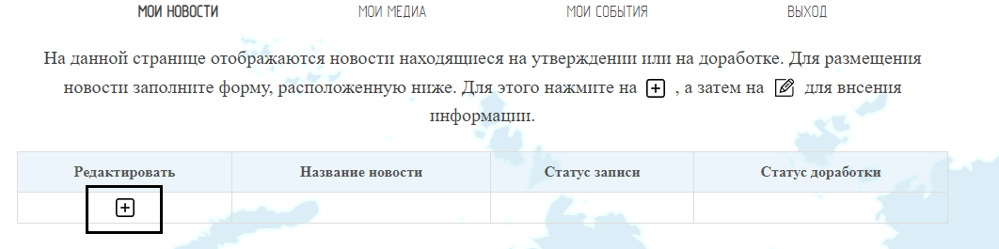 МОИ НОВОСТИ МОИ МЕДИА МОИ СОБЫТИЯ ВЫХОД
На данной странице отображаются новости находящиеся на утверждении или на доработке. Для размещения
новости заполните форму, расположенную ниже. Для этого нажмите на , а затем на для внсения
информации.
Редактировать Название новости Статус записи Статус доработки